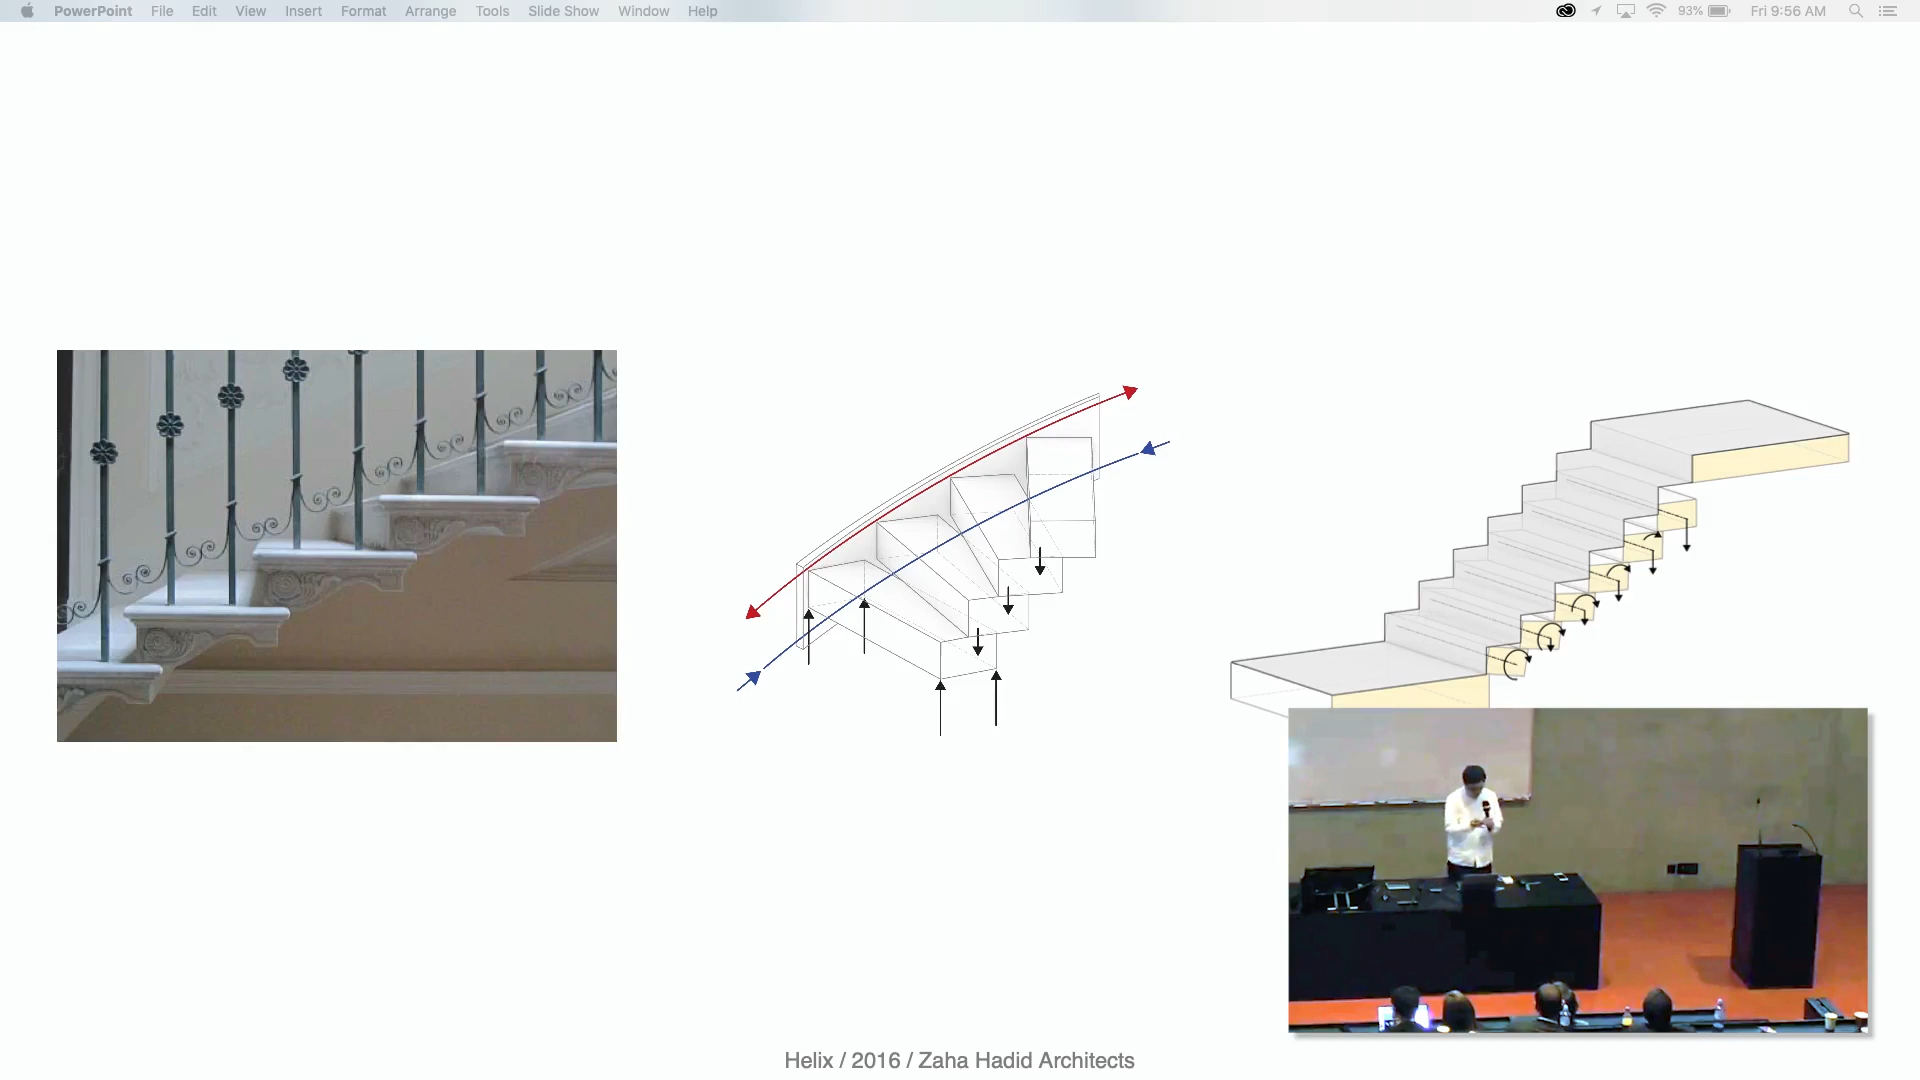 PowerPoint File Edit View Insert Format Arrange Tools Slide Show Window Help 93% Fri 9:56 AM
Helix / 2016 / Zaha Hadid Architects